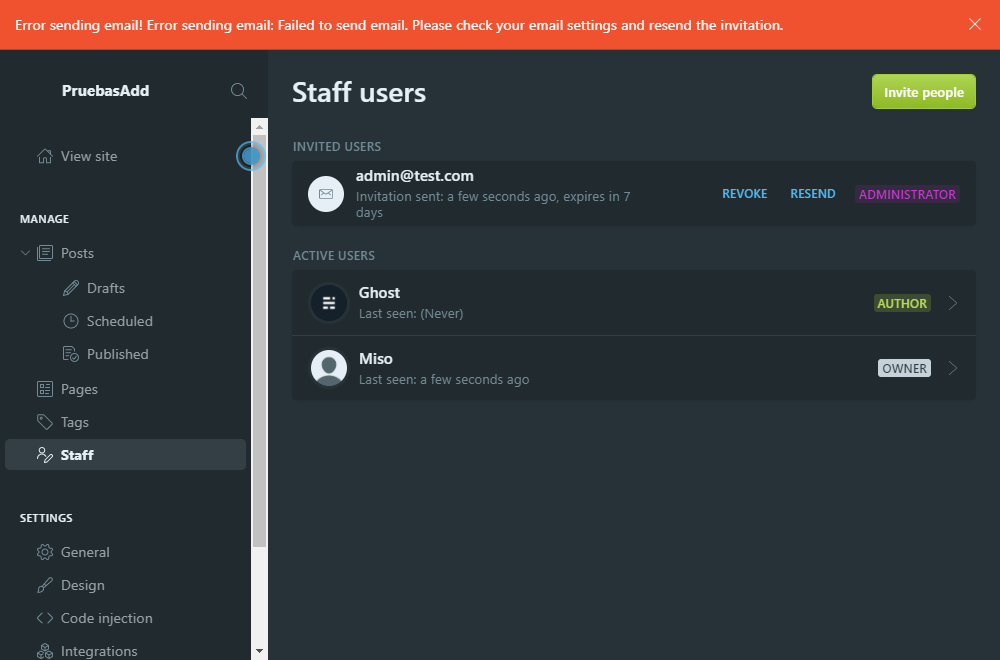 Error sending email! Error sending email: Failed to send email. Please check your email settings and resend the invitation.
PruebasAdd
View site
MANAGE
Posts
Drafts
Scheduled
Published
Pages
Tags
Staff
SETTINGS
General
Design
Code injection
Integrations
Staff users
Invite people
INVITED USERS
admin@test.com
Invitation sent: a few seconds ago, expires in 7
days
REVOKE
RESEND
ADMINISTRATOR
ACTIVE USERS
Ghost
Last seen: (Never)
AUTHOR
Miso
Last seen: a few seconds ago
OWNER